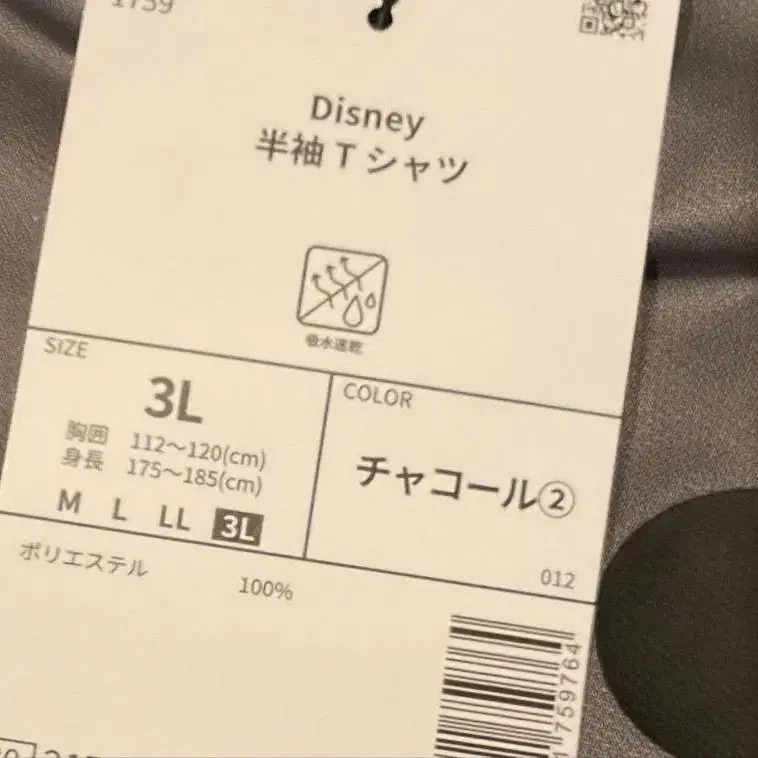 1759
Disney
半袖Tシャツ
吸水速乾
SIZE
3L
胸囲 112～120(cm)
身長 175～185(cm)
M L LL 3L
COLOR
チャコール②
012
ポリエステル 100%
1759764